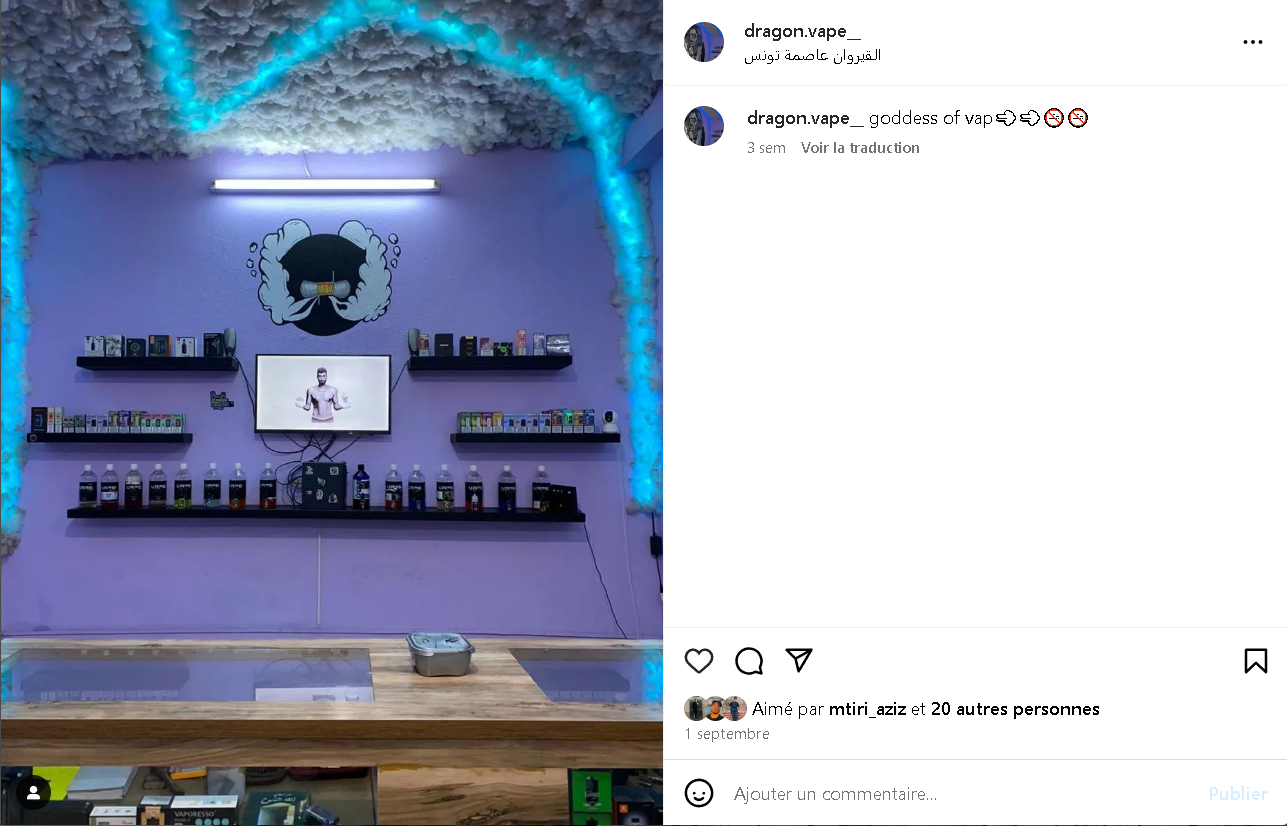 dragon.vape__
القيروان عاصمة تونس
dragon.vape__ goddess of vap💨💨🚭🚭
3 sem Voir la traduction
VAPORESSO
Aimé par mtiri_aziz et 20 autres personnes
1 septembre
Ajouter un commentaire...
Publier